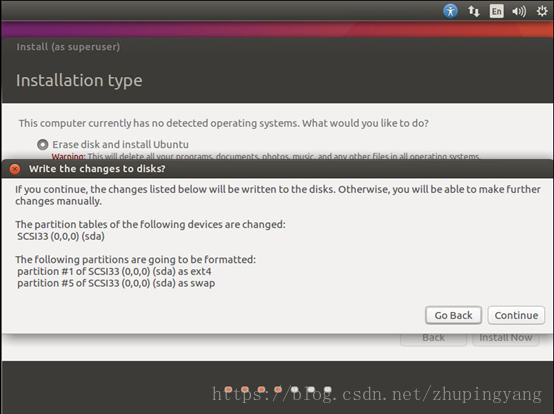 En
Install (as superuser)
Installation type
This computer currently has no detected operating systems. What would you like to do?
Erase disk and install Ubuntu
Warning: This will delete all your programs, documents, photos, music, and any other files in all operating systems.
Write the changes to disks?
If you continue, the changes listed below will be written to the disks. Otherwise, you will be able to make further
changes manually.
The partition tables of the following devices are changed:
SCSI33 (0,0,0) (sda)
The following partitions are going to be formatted:
partition #1 of SCSI33 (0,0,0) (sda) as ext4
partition #5 of SCSI33 (0,0,0) (sda) as swap
Go Back Continue
Back Install Now
https://blog.csdn.net/zhupingyang